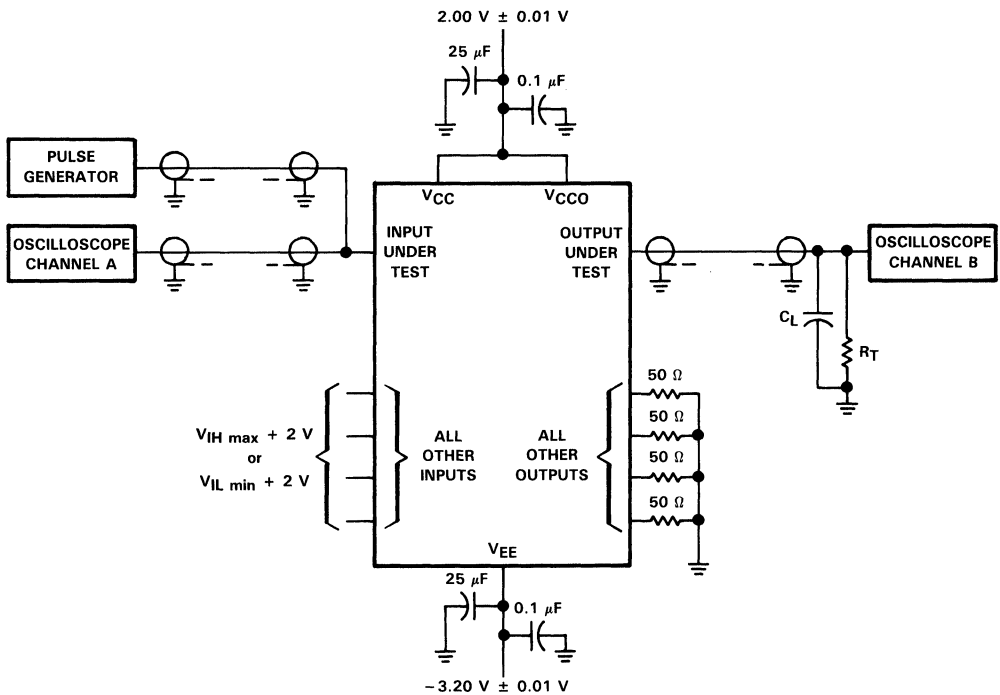 2.00 V ± 0.01 V
25 μF
0.1 μF
PULSE
GENERATOR
VCC
VCCO
OSCILLOSCOPE
CHANNEL A
INPUT
UNDER
TEST
OUTPUT
UNDER
TEST
OSCILLOSCOPE
CHANNEL B
CL
RT
VIH max + 2 V
or
VIL min + 2 V
ALL
OTHER
INPUTS
ALL
OTHER
OUTPUTS
50 Ω
50 Ω
50 Ω
50 Ω
VEE
25 μF
0.1 μF
−3.20 V ± 0.01 V